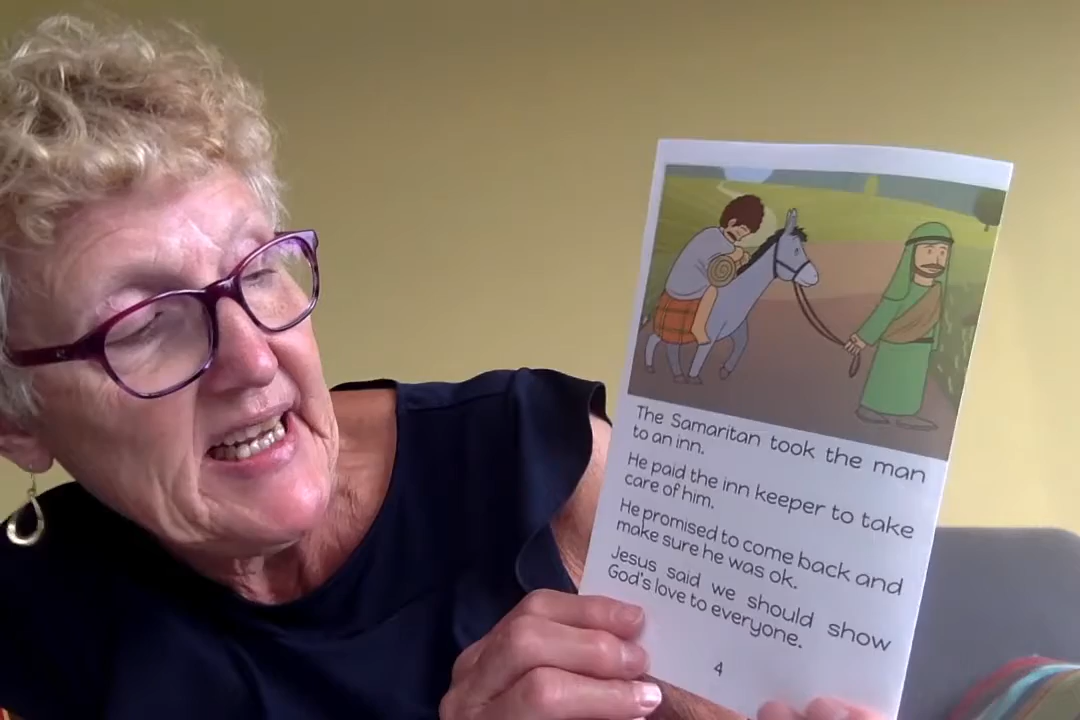 The Samaritan took the man
to an inn.
He paid the inn keeper to take
care of him.
He promised to come back and
make sure he was ok.
Jesus said we should show
God's love to everyone.
4